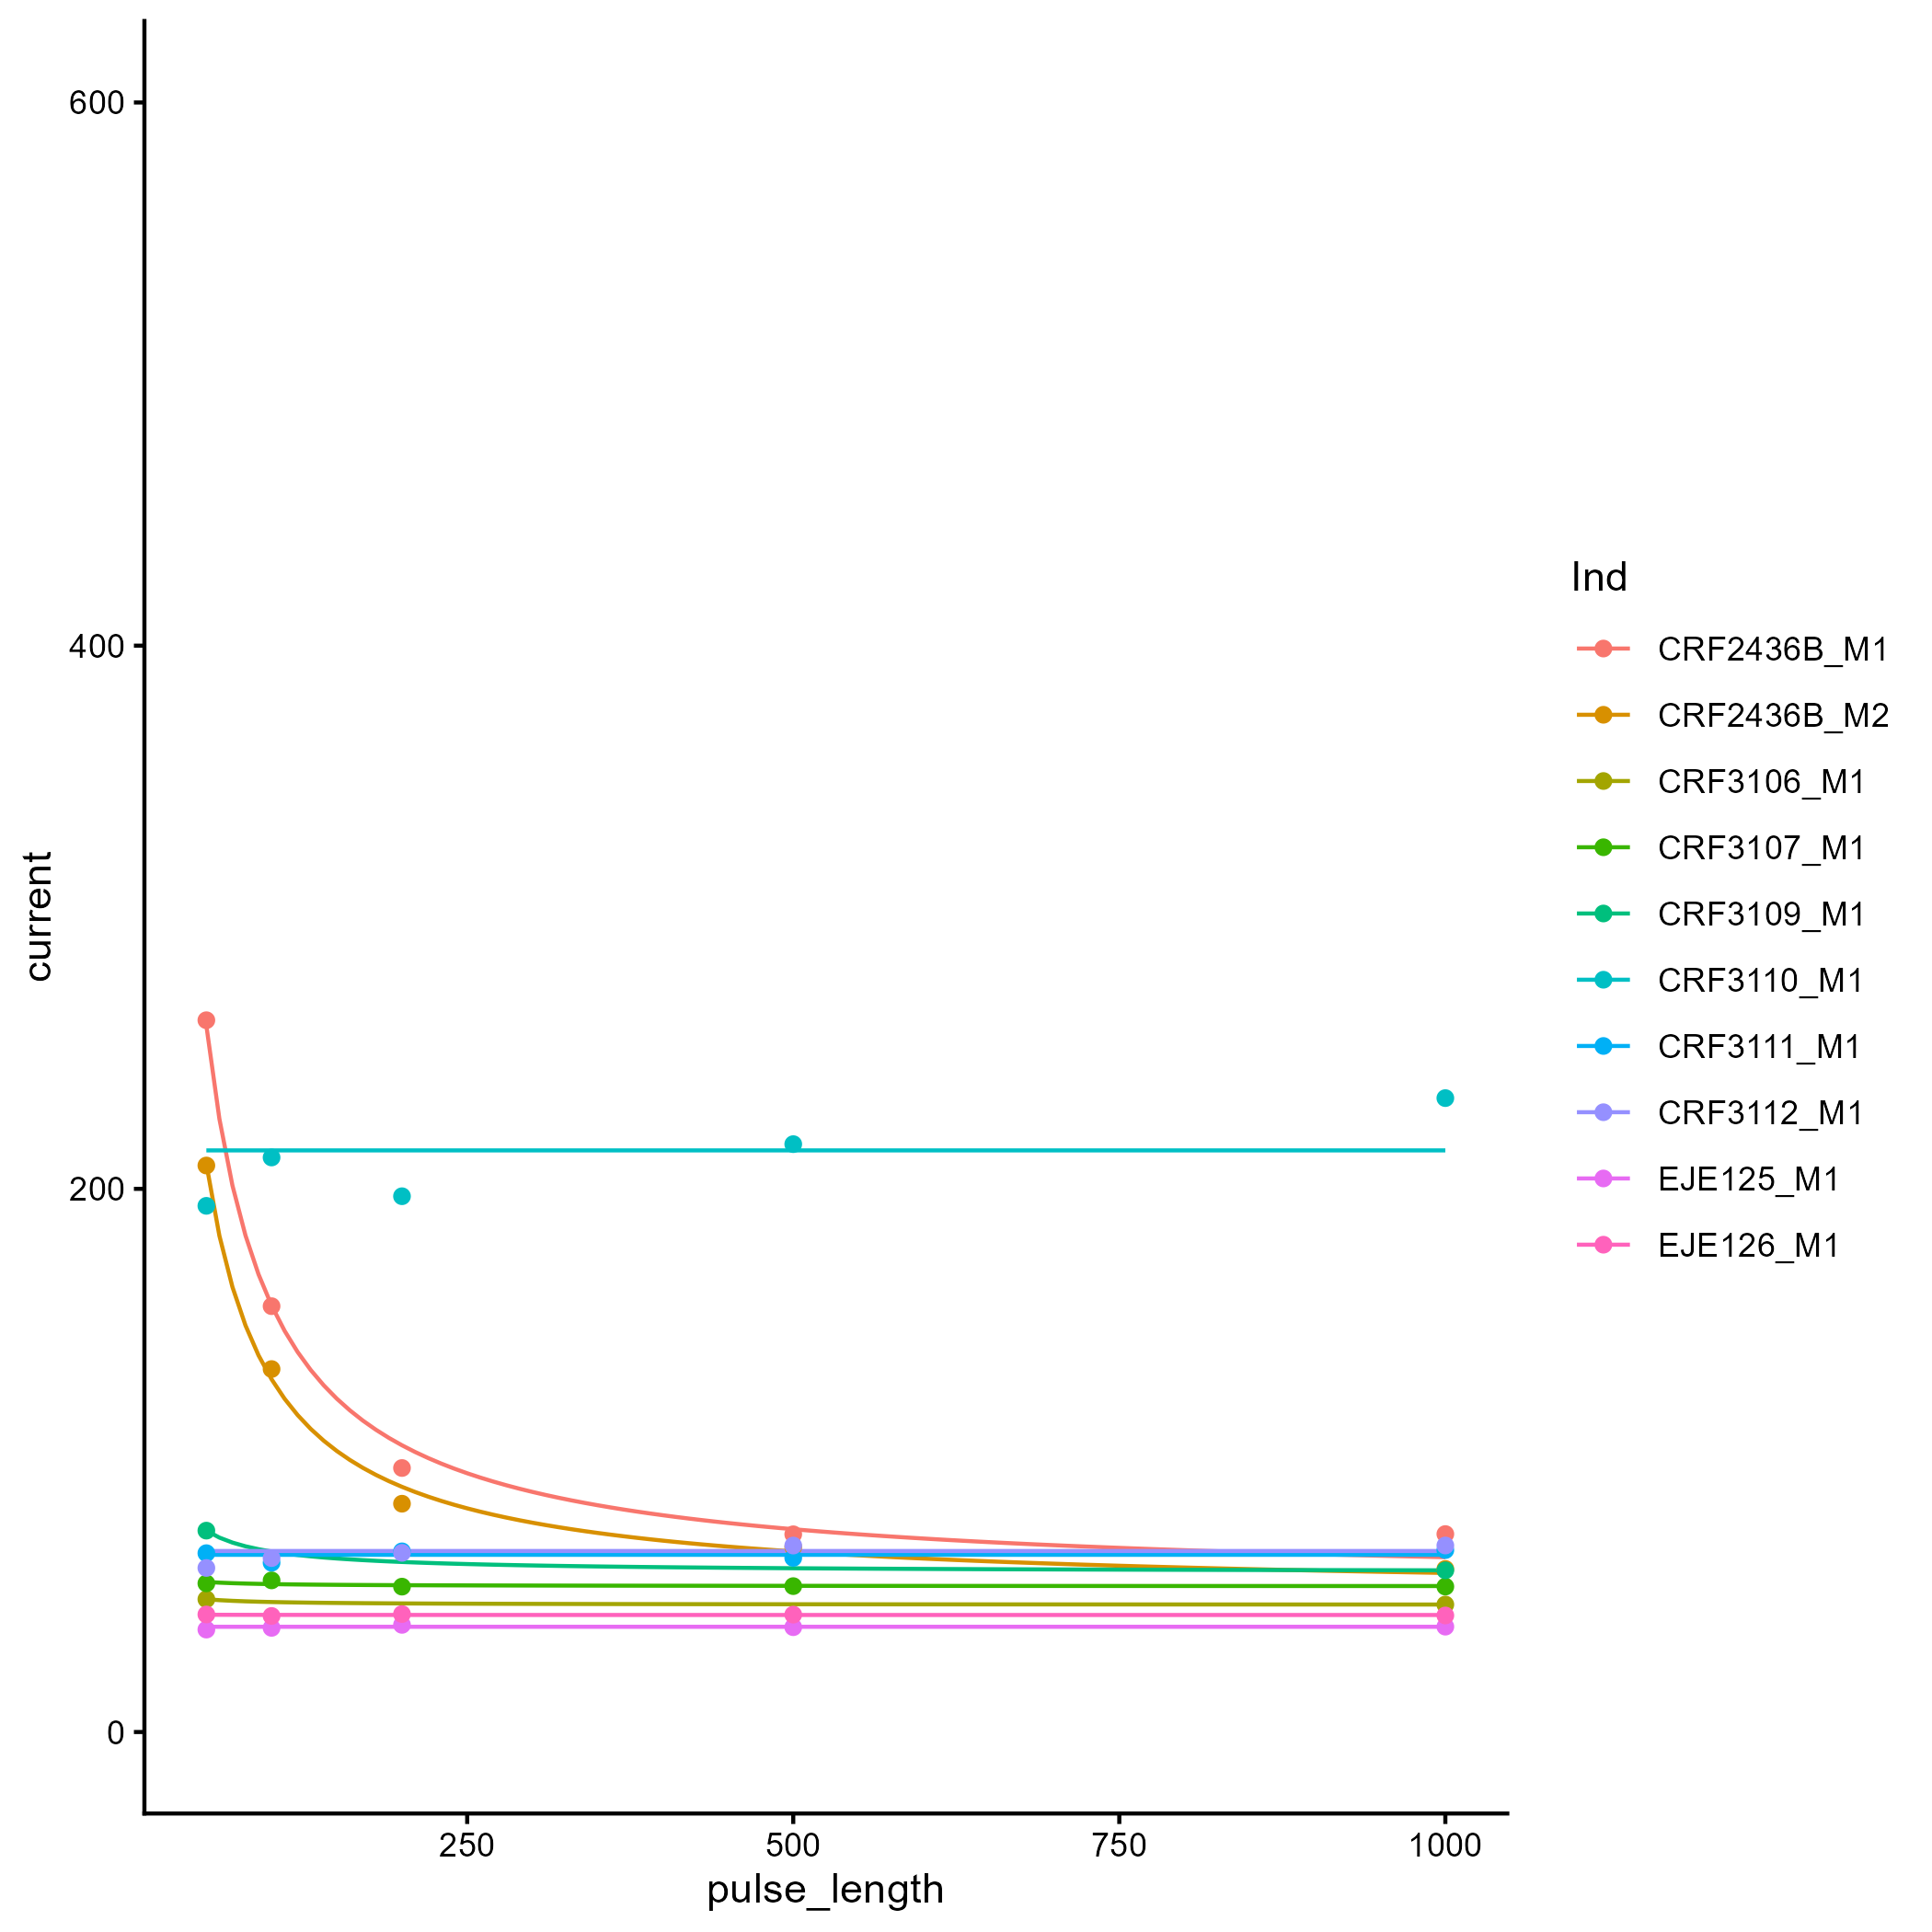 600
400
200
0
current
250
500
750
1000
pulse_length
Ind
CRF2436B_M1
CRF2436B_M2
CRF3106_M1
CRF3107_M1
CRF3109_M1
CRF3110_M1
CRF3111_M1
CRF3112_M1
EJE125_M1
EJE126_M1